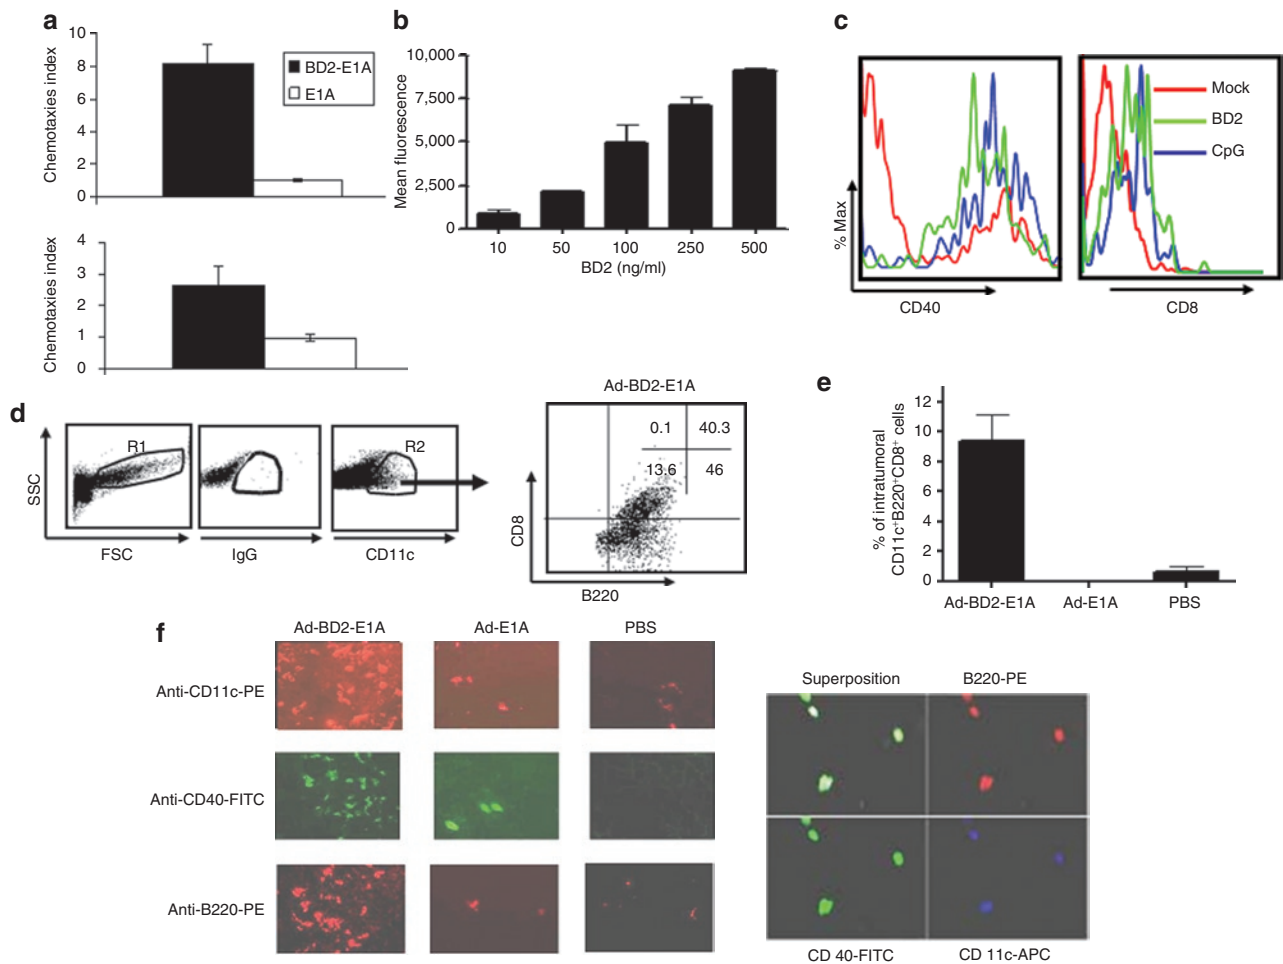 a
10
8
6
4
2
0
Chemotaxies index
BD2-E1A
E1A
4
3
2
1
0
Chemotaxies index
b
10,000
7,500
5,000
2,500
0
Mean fluorescence
10 50 100 250 500
BD2 (ng/ml)
c
% Max
CD40
Mock
BD2
CpG
CD8
d
SSC
R1
FSC
IgG
R2
CD11c
Ad-BD2-E1A
0.1 40.3
13.6 46
CD8
B220
e
% of intratumoral
CD11c⁺B220⁺CD8⁺ cells
12
10
8
6
4
2
0
Ad-BD2-E1A Ad-E1A PBS
f
Ad-BD2-E1A Ad-E1A PBS
Anti-CD11c-PE
Anti-CD40-FITC
Anti-B220-PE
Superposition B220-PE
CD 40-FITC CD 11c-APC